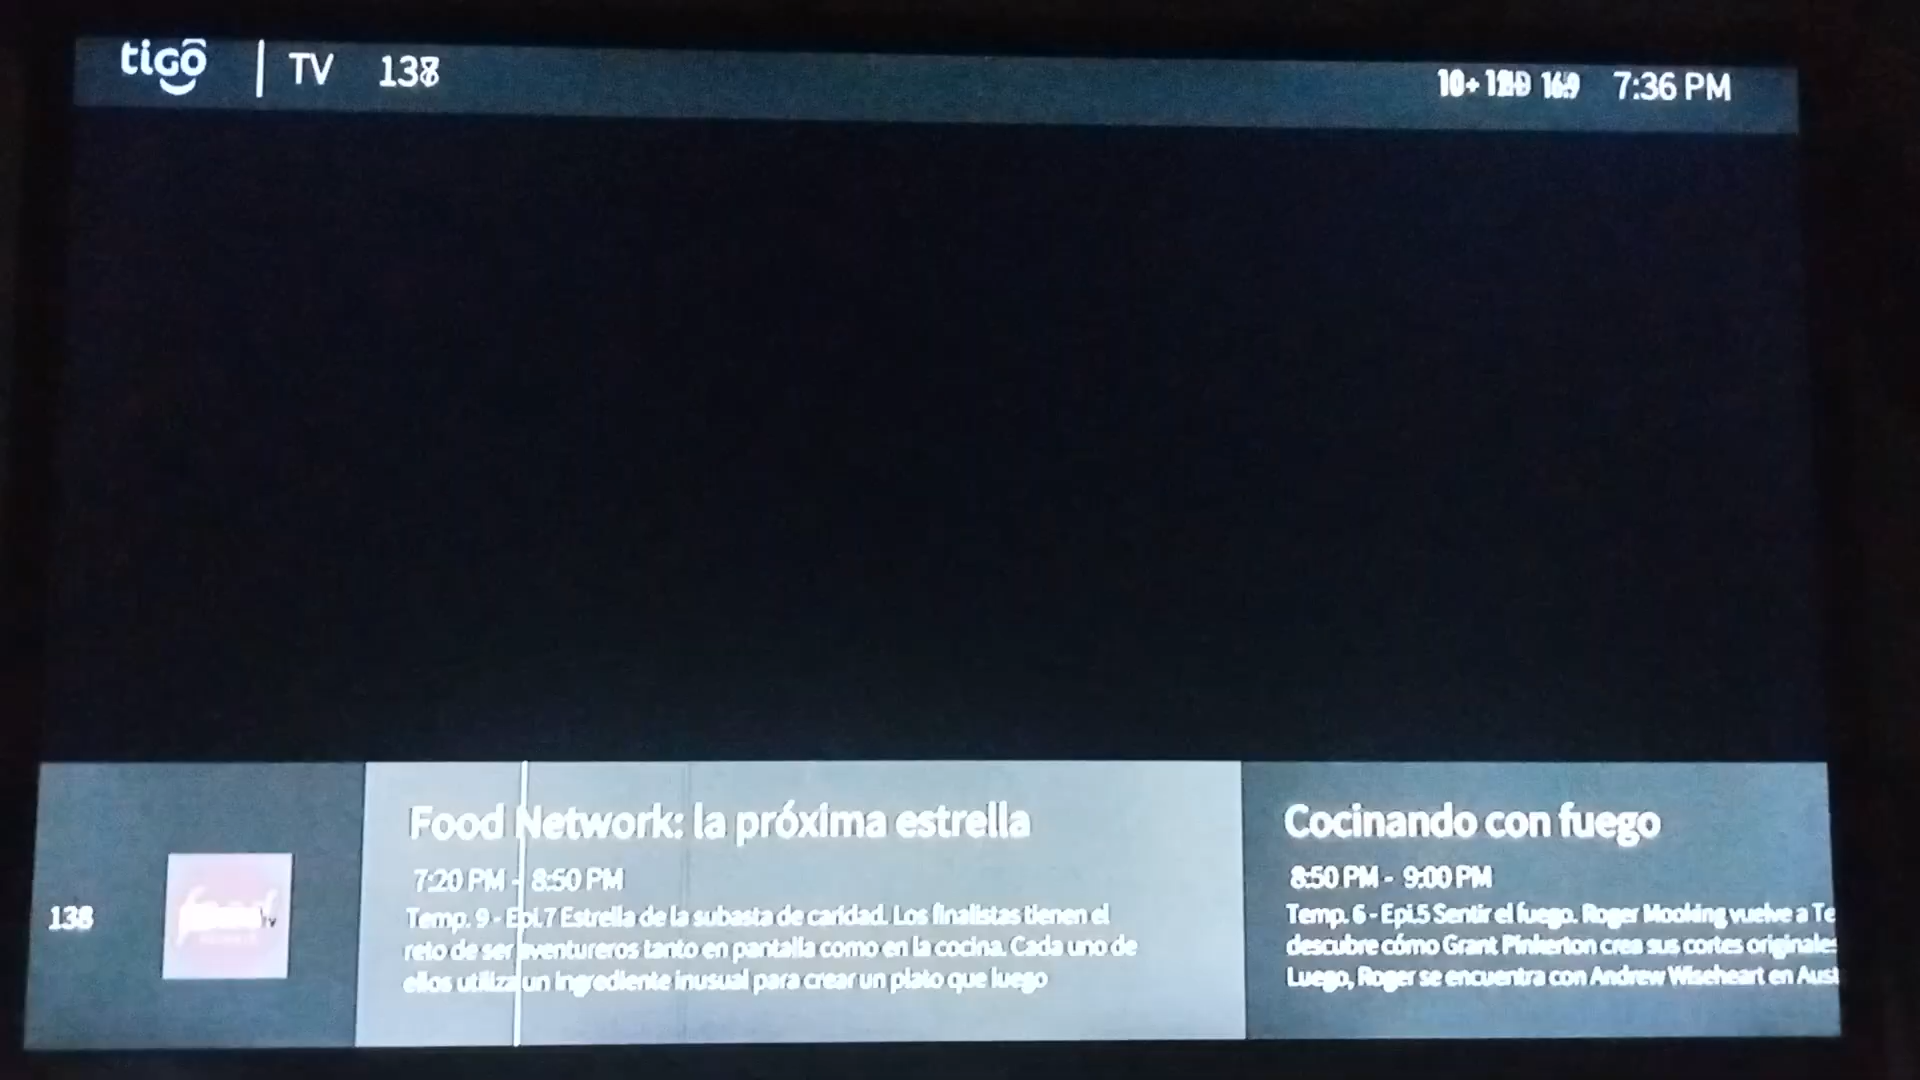 tigô | TV 138
7:36 PM
Food Network: la próxima estrella
7:20 PM - 8:50 PM
Temp. 9 - Epi.7 Estrella de la subasta de caridad. Los finalistas tienen el
reto de ser aventureros tanto en pantalla como en la cocina. Cada uno de
ellos utiliza un ingrediente inusual para crear un plato que luego
Cocinando con fuego
8:50 PM - 9:00 PM
Temp. 6 - Epi.5 Sentir el fuego. Roger Mooking vuelve a Te
descubre cómo Grant Pinkerton crea sus cortes originales
Luego, Roger se encuentra con Andrew Wiseheart en Aust
138